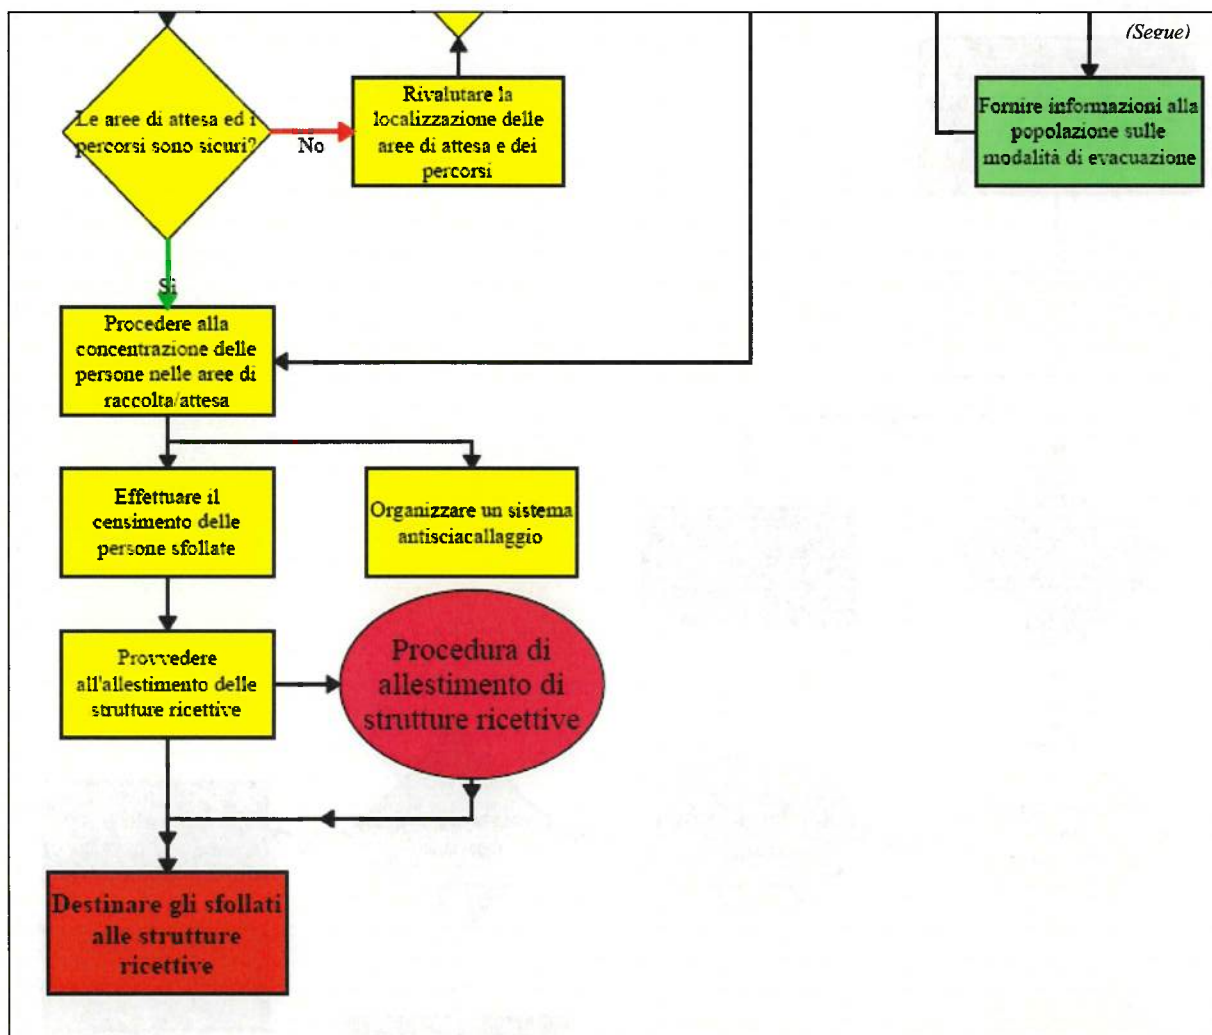 (Segue)
Le aree di attesa ed i
percorsi sono sicuri?
No
Rivalutare la
localizzazione delle
aree di attesa e dei
percorsi
Fornire informazioni alla
popolazione sulle
modalità di evacuazione
Si
Procedere alla
concentrazione delle
persone nelle aree di
raccolta/attesa
Effettuare il
censimento delle
persone sfollate
Organizzare un sistema
antisciacallaggio
Provvedere
all'allestimento delle
strutture ricettive
Procedura di
allestimento di
strutture ricettive
Destinare gli sfollati
alle strutture
ricettive